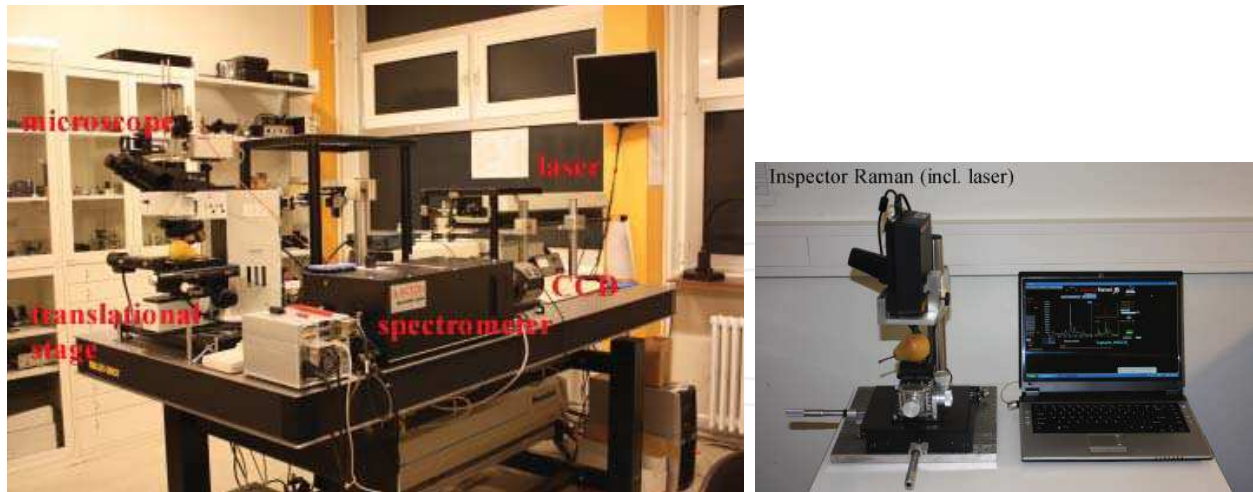 microscope
laser
CCD
translational
stage
spectrometer
Inspector Raman (incl. laser)